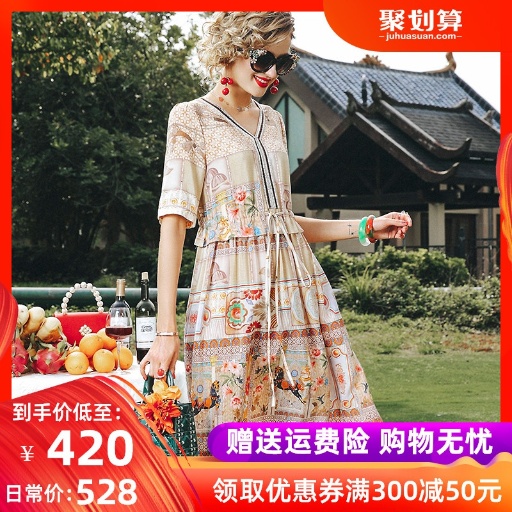 聚划算
juhuasuan.com
到手价低至:
¥ 420
日常价: 528
赠送运费险 购物无忧
领取优惠券满300减50元